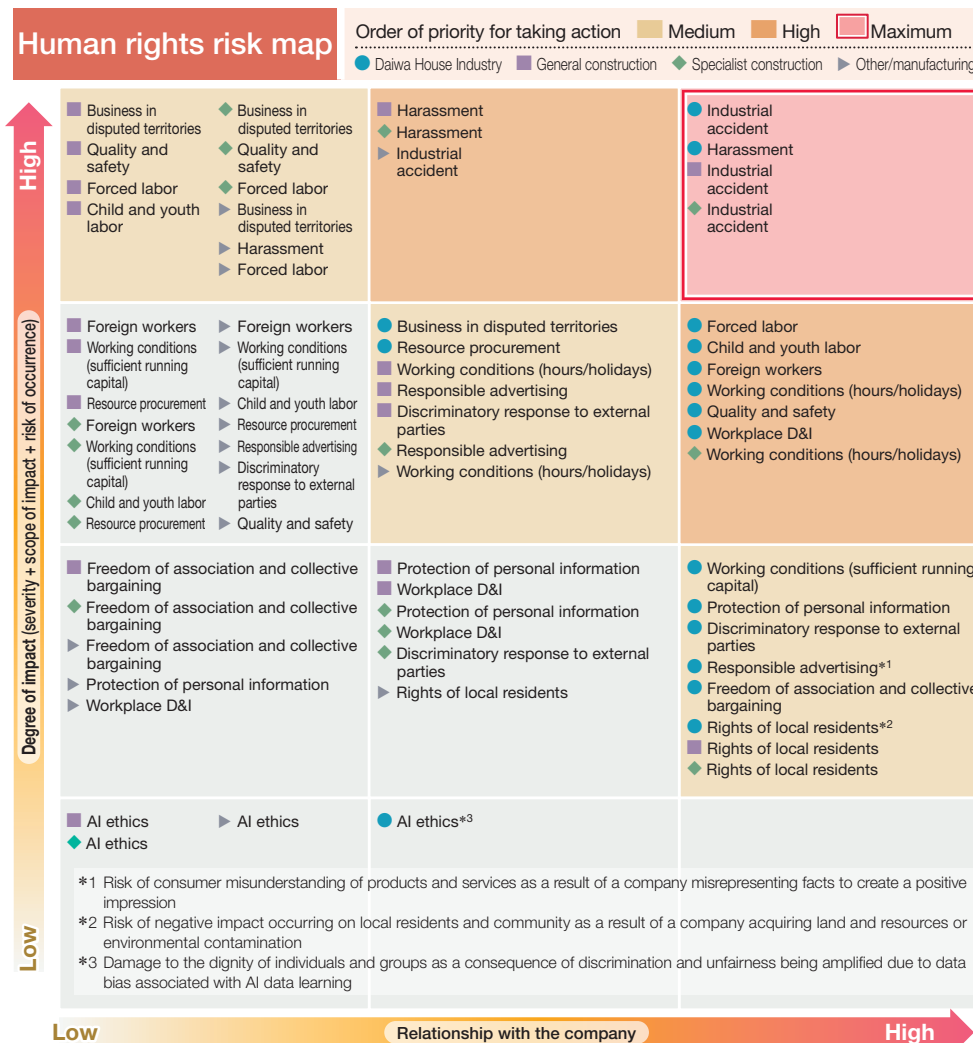 Human rights risk map
Order of priority for taking action
Medium
High
Maximum
Daiwa House Industry
General construction
Specialist construction
Other/manufacturing
High
Degree of impact (severity + scope of impact + risk of occurrence)
Low
Business in
disputed territories
Quality and
safety
Forced labor
Child and youth
labor
Business in
disputed territories
Quality and
safety
Forced labor
Business in
disputed territories
Harassment
Forced labor
Harassment
Harassment
Industrial
accident
Industrial
accident
Harassment
Industrial
accident
Industrial
accident
Foreign workers
Working conditions
(sufficient running
capital)
Resource procurement
Foreign workers
Working conditions
(sufficient running
capital)
Child and youth labor
Resource procurement
Foreign workers
Working conditions
(sufficient running
capital)
Child and youth labor
Resource procurement
Responsible advertising
Discriminatory
response to external
parties
Quality and safety
Business in disputed territories
Resource procurement
Working conditions (hours/holidays)
Responsible advertising
Discriminatory response to external
parties
Responsible advertising
Working conditions (hours/holidays)
Forced labor
Child and youth labor
Foreign workers
Working conditions (hours/holidays)
Quality and safety
Workplace D&I
Working conditions (hours/holidays)
Freedom of association and collective
bargaining
Freedom of association and collective
bargaining
Freedom of association and collective
bargaining
Protection of personal information
Workplace D&I
Protection of personal information
Workplace D&I
Protection of personal information
Workplace D&I
Discriminatory response to external
parties
Rights of local residents
Working conditions (sufficient running
capital)
Protection of personal information
Discriminatory response to external
parties
Responsible advertising*1
Freedom of association and collective
bargaining
Rights of local residents*2
Rights of local residents
Rights of local residents
AI ethics
AI ethics
AI ethics
AI ethics*3
*1 Risk of consumer misunderstanding of products and services as a result of a company misrepresenting facts to create a positive
impression
*2 Risk of negative impact occurring on local residents and community as a result of a company acquiring land and resources or
environmental contamination
*3 Damage to the dignity of individuals and groups as a consequence of discrimination and unfairness being amplified due to data
bias associated with AI data learning
Low
Relationship with the company
High